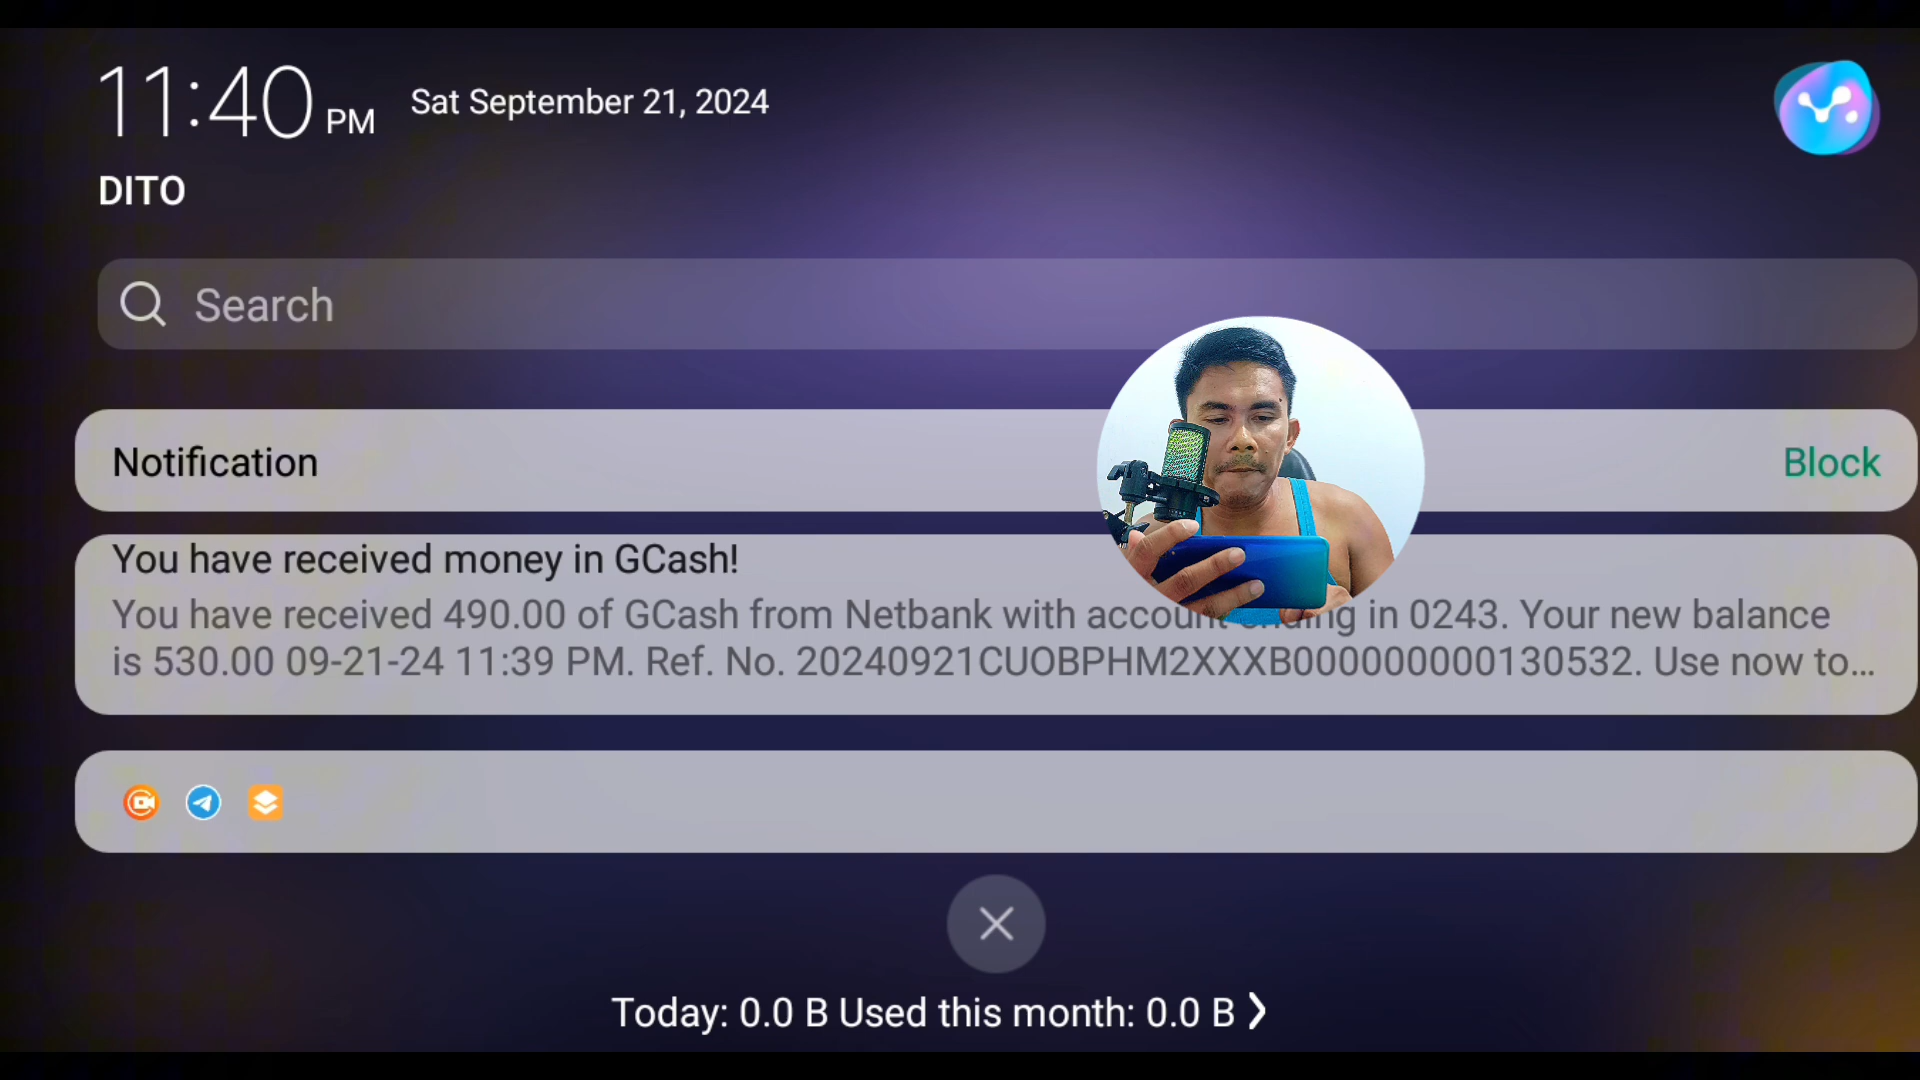 11:40 PM Sat September 21, 2024
DITO
Search
Notification Block
You have received money in GCash!
You have received 490.00 of GCash from Netbank with account ending in 0243. Your new balance
is 530.00 09-21-24 11:39 PM. Ref. No. 20240921CUOBPHM2XXXB000000000130532. Use now to...
Today: 0.0 B Used this month: 0.0 B